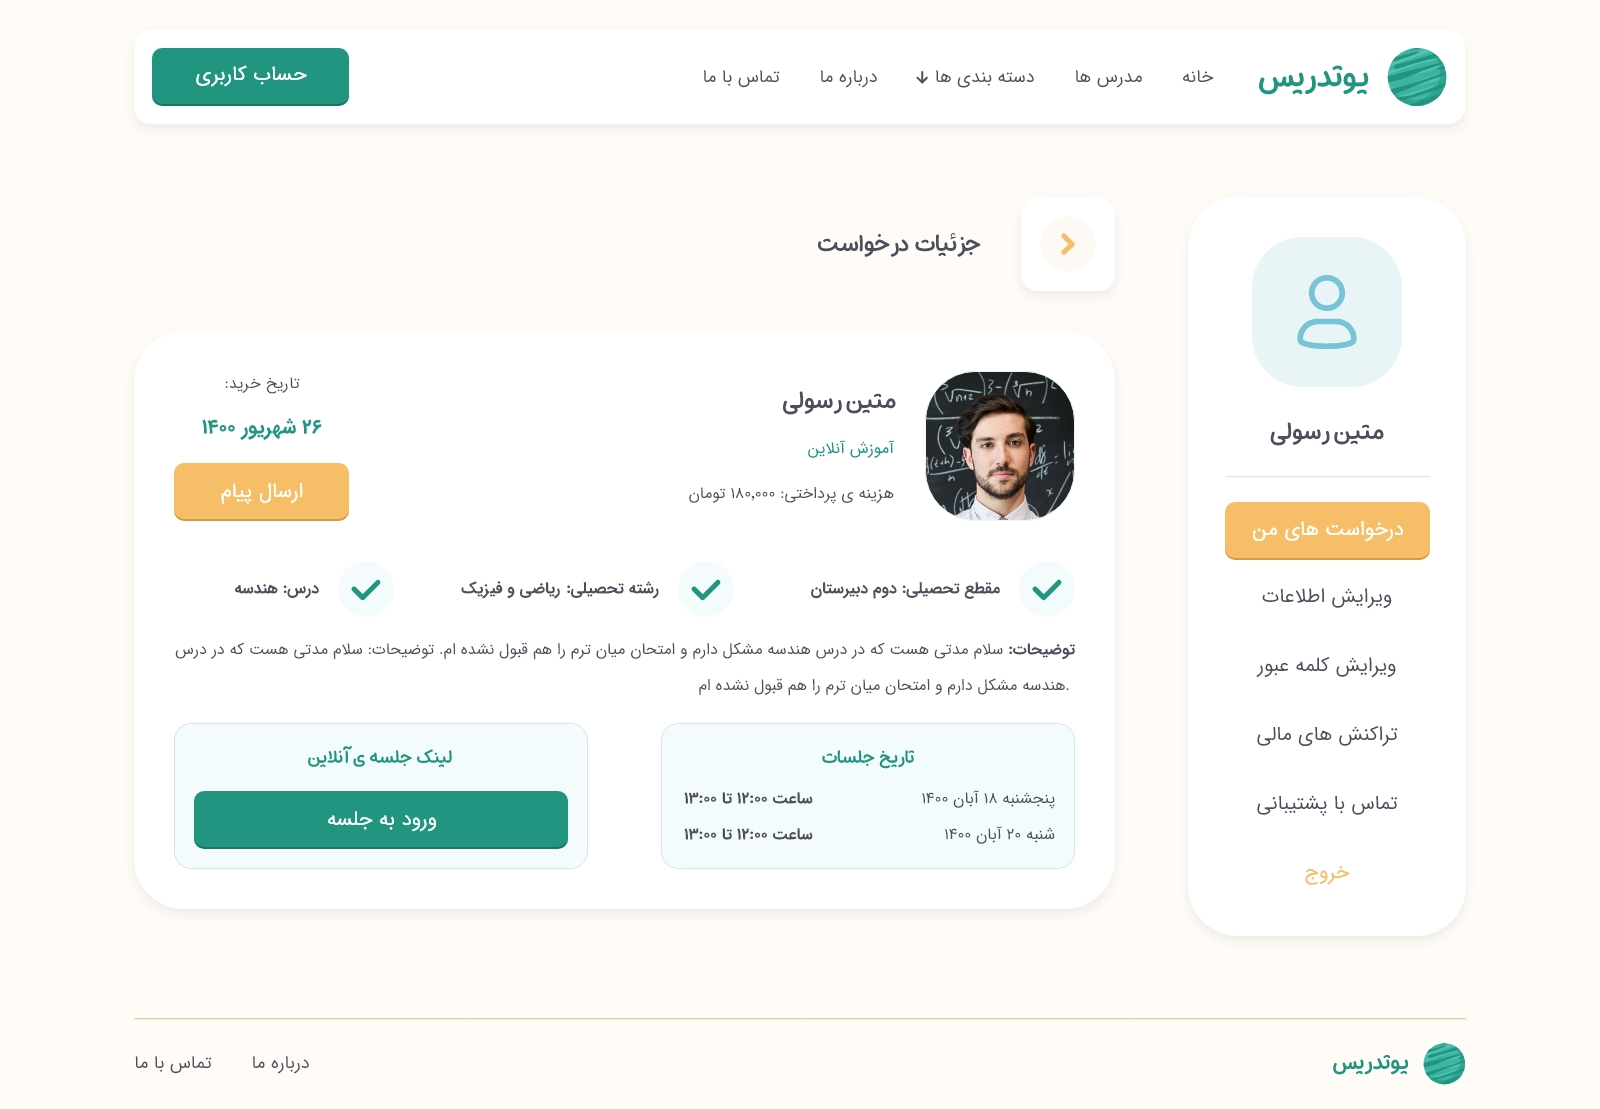 یوتدریس
خانه
مدرس ها
دسته بندی ها
درباره ما
تماس با ما
حساب کاربری
متین رسولی
درخواست های من
ویرایش اطلاعات
ویرایش کلمه عبور
تراکنش های مالی
تماس با پشتیبانی
خروج
جزئیات درخواست
متین رسولی
آموزش آنلاین
هزینه ی پرداختی: ۱۸۰,۰۰۰ تومان
تاریخ خرید:
۲۶ شهریور ۱۴۰۰
ارسال پیام
مقطع تحصیلی: دوم دبیرستان
رشته تحصیلی: ریاضی و فیزیک
درس: هندسه
توضیحات: سلام مدتی هست که در درس هندسه مشکل دارم و امتحان میان ترم را هم قبول نشده ام. توضیحات: سلام مدتی هست که در درس
.هندسه مشکل دارم و امتحان میان ترم را هم قبول نشده ام
تاریخ جلسات
پنجشنبه ۱۸ آبان ۱۴۰۰ ساعت ۱۲:۰۰ تا ۱۳:۰۰
شنبه ۲۰ آبان ۱۴۰۰ ساعت ۱۲:۰۰ تا ۱۳:۰۰
لینک جلسه ی آنلاین
ورود به جلسه
یوتدریس
درباره ما
تماس با ما